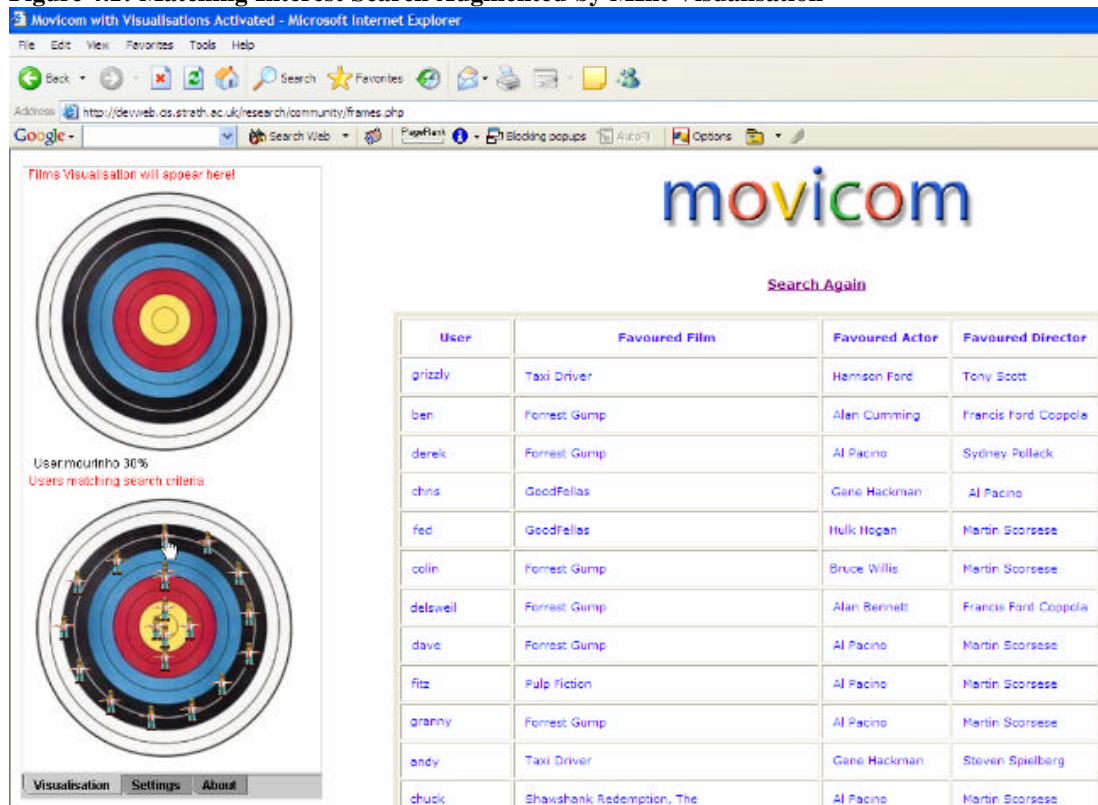 Movicom with Visualisations Activated - Microsoft Internet Explorer
File Edit View Favorites Tools Help
Back Search Favorites
Address http://devweb.cis.strath.ac.uk/research/community/frames.php
Google Search Web PageRank Blocking popups AutoFill Options
Films Visualisation will appear here!
movicom
Search Again
User Favoured Film Favoured Actor Favoured Director
grizzly Taxi Driver Harrison Ford Tony Scott
ben Forrest Gump Alan Cumming Francis Ford Coppola
derek Forrest Gump Al Pacino Sydney Pollack
chris GoodFellas Gene Hackman Al Pacino
fed GoodFellas Hulk Hogan Martin Scorsese
colin Forrest Gump Bruce Willis Martin Scorsese
delsweil Forrest Gump Alan Bennett Francis Ford Coppola
dave Forrest Gump Al Pacino Martin Scorsese
fitz Pulp Fiction Al Pacino Martin Scorsese
granny Forrest Gump Al Pacino Martin Scorsese
andy Taxi Driver Gene Hackman Steven Spielberg
chuck Shawshank Redemption, The Al Pacino Martin Scorsese
User:mourinho 30%
Users matching search criteria
Visualisation Settings About